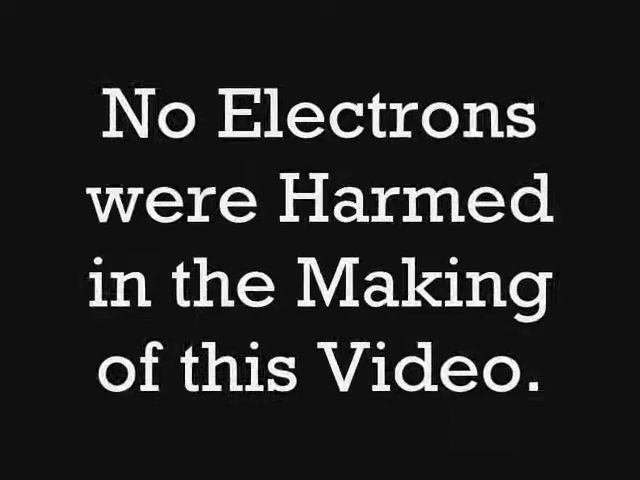 No Electrons
were Harmed
in the Making
of this Video.